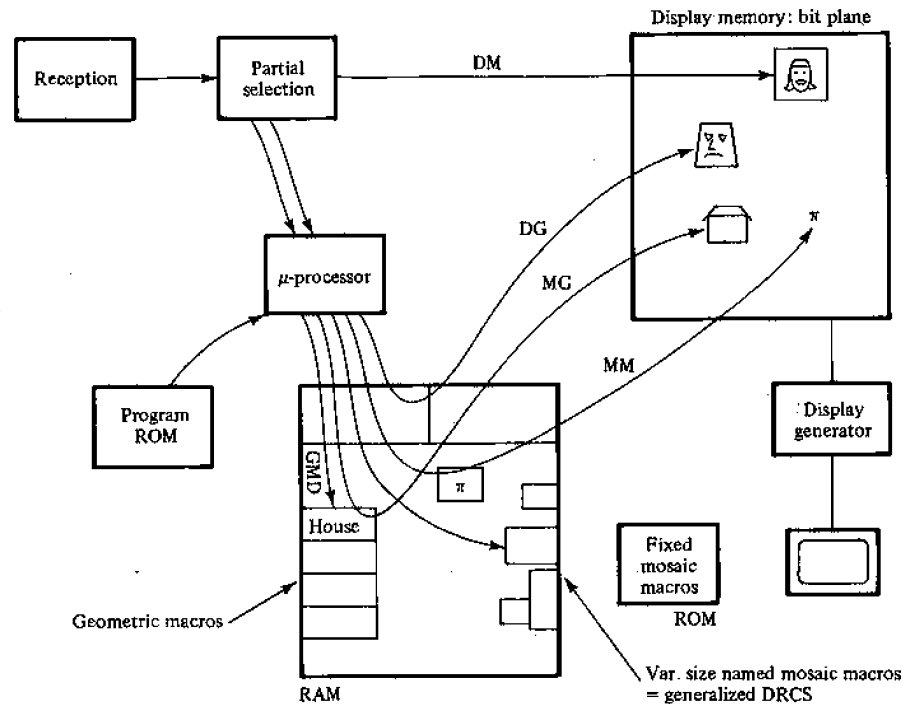 Display memory: bit plane
Reception
Partial
selection
DM
DG
μ-processor
MG
π
MM
Program
ROM
Display
generator
GMD
π
House
Fixed
mosaic
macros
ROM
Geometric macros
RAM
Var. size named mosaic macros
= generalized DRCS